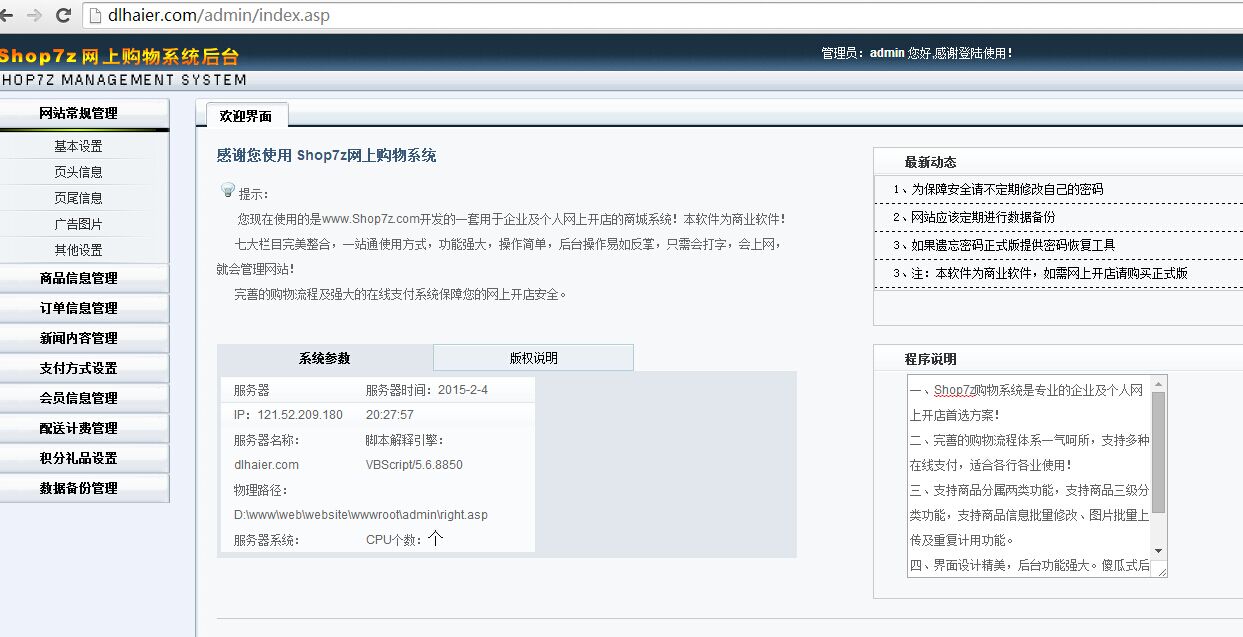 dlhaier.com/admin/index.asp
Shop7z 网上购物系统后台
HOP7Z MANAGEMENT SYSTEM
管理员：admin 您好,感谢登陆使用！
网站常规管理
基本设置
页头信息
页尾信息
广告图片
其他设置
商品信息管理
订单信息管理
新闻内容管理
支付方式设置
会员信息管理
配送计费管理
积分礼品设置
数据备份管理
欢迎界面
感谢您使用 Shop7z网上购物系统
提示：
您现在使用的是www.Shop7z.com开发的一套用于企业及个人网上开店的商城系统！本软件为商业软件！
七大栏目完美整合，一站通使用方式，功能强大，操作简单，后台操作易如反掌，只需会打字，会上网，
就会管理网站！
完善的购物流程及强大的在线支付系统保障您的网上开店安全。
系统参数
版权说明
服务器 服务器时间：2015-2-4
IP：121.52.209.180 20:27:57
服务器名称： 脚本解释引擎：
dlhaier.com VBScript/5.6.8850
物理路径：
D:\www\web\website\wwwroot\admin\right.asp
服务器系统： CPU个数：个
最新动态
1、为保障安全请不定期修改自己的密码
2、网站应该定期进行数据备份
3、如果遗忘密码正式版提供密码恢复工具
3、注：本软件为商业软件，如需网上开店请购买正式版
程序说明
一、Shop7z购物系统是专业的企业及个人网
上开店首选方案！
二、完善的购物流程体系一气呵所，支持多种
在线支付，适合各行各业使用！
三、支持商品分属两类功能，支持商品三级分
类功能，支持商品信息批量修改、图片批量上
传及重复计用功能。
四、界面设计精美，后台功能强大。傻瓜式后